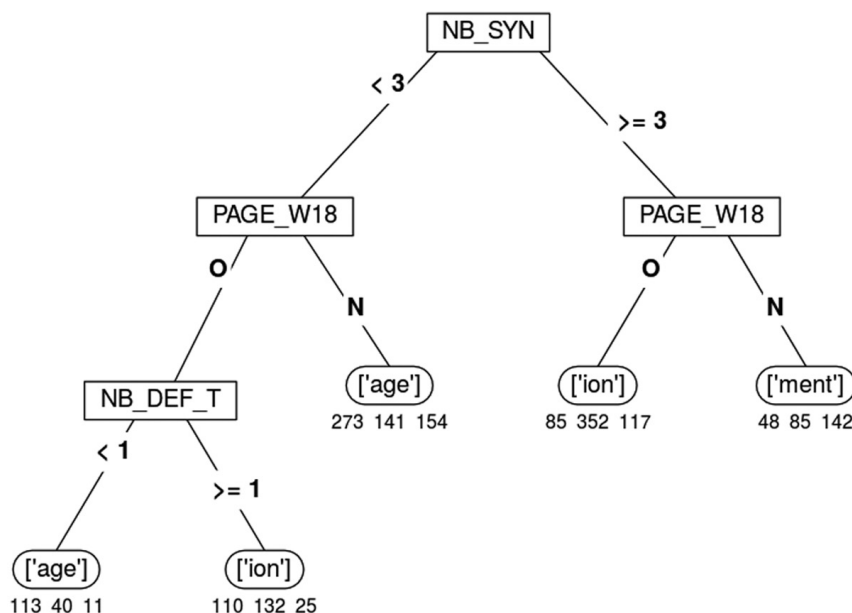 NB_SYN
< 3
>= 3
PAGE_W18
PAGE_W18
O
N
O
N
NB_DEF_T
['age']
['ion']
['ment']
273 141 154
85 352 117
48 85 142
< 1
>= 1
['age']
['ion']
113 40 11
110 132 25